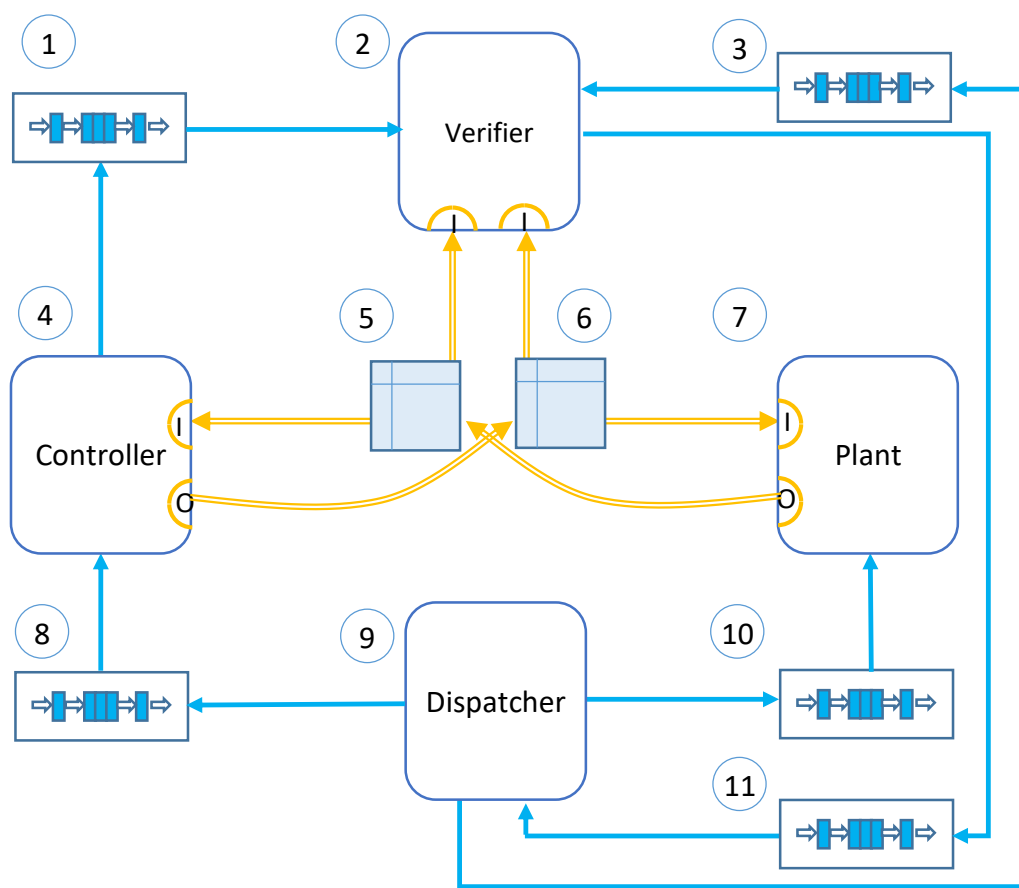 1
2
3
Verifier
I
I
4
5
6
7
Controller
I
O
Plant
I
O
8
9
10
Dispatcher
11